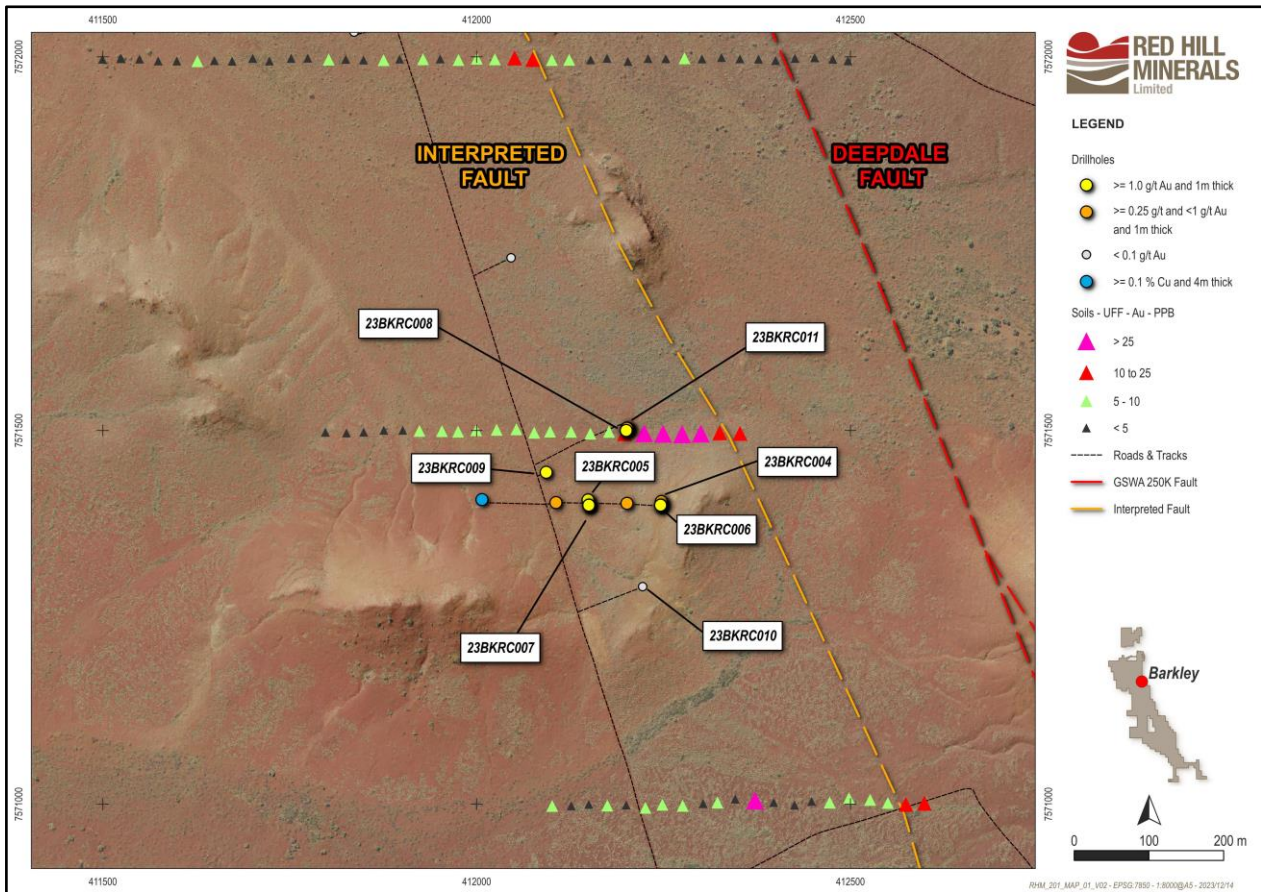 411500
412000
412500
7572000
7572000
RED HILL
MINERALS
Limited
LEGEND
Drillholes
>= 1.0 g/t Au and 1m thick
>= 0.25 g/t and <1 g/t Au
and 1m thick
< 0.1 g/t Au
>= 0.1 % Cu and 4m thick
Soils - UFF - Au - PPB
> 25
10 to 25
5 - 10
< 5
Roads & Tracks
GSWA 250K Fault
Interpreted Fault
INTERPRETED
FAULT
DEEPDALE
FAULT
23BKRC008
23BKRC011
7571500
7571500
23BKRC009
23BKRC005
23BKRC004
23BKRC006
23BKRC007
23BKRC010
Barkley
7571000
7571000
0 100 200 m
411500
412000
412500
RHM_201_MAP_01_V02 - EPSG:7850 - 1:8000@A5 - 2023/12/14